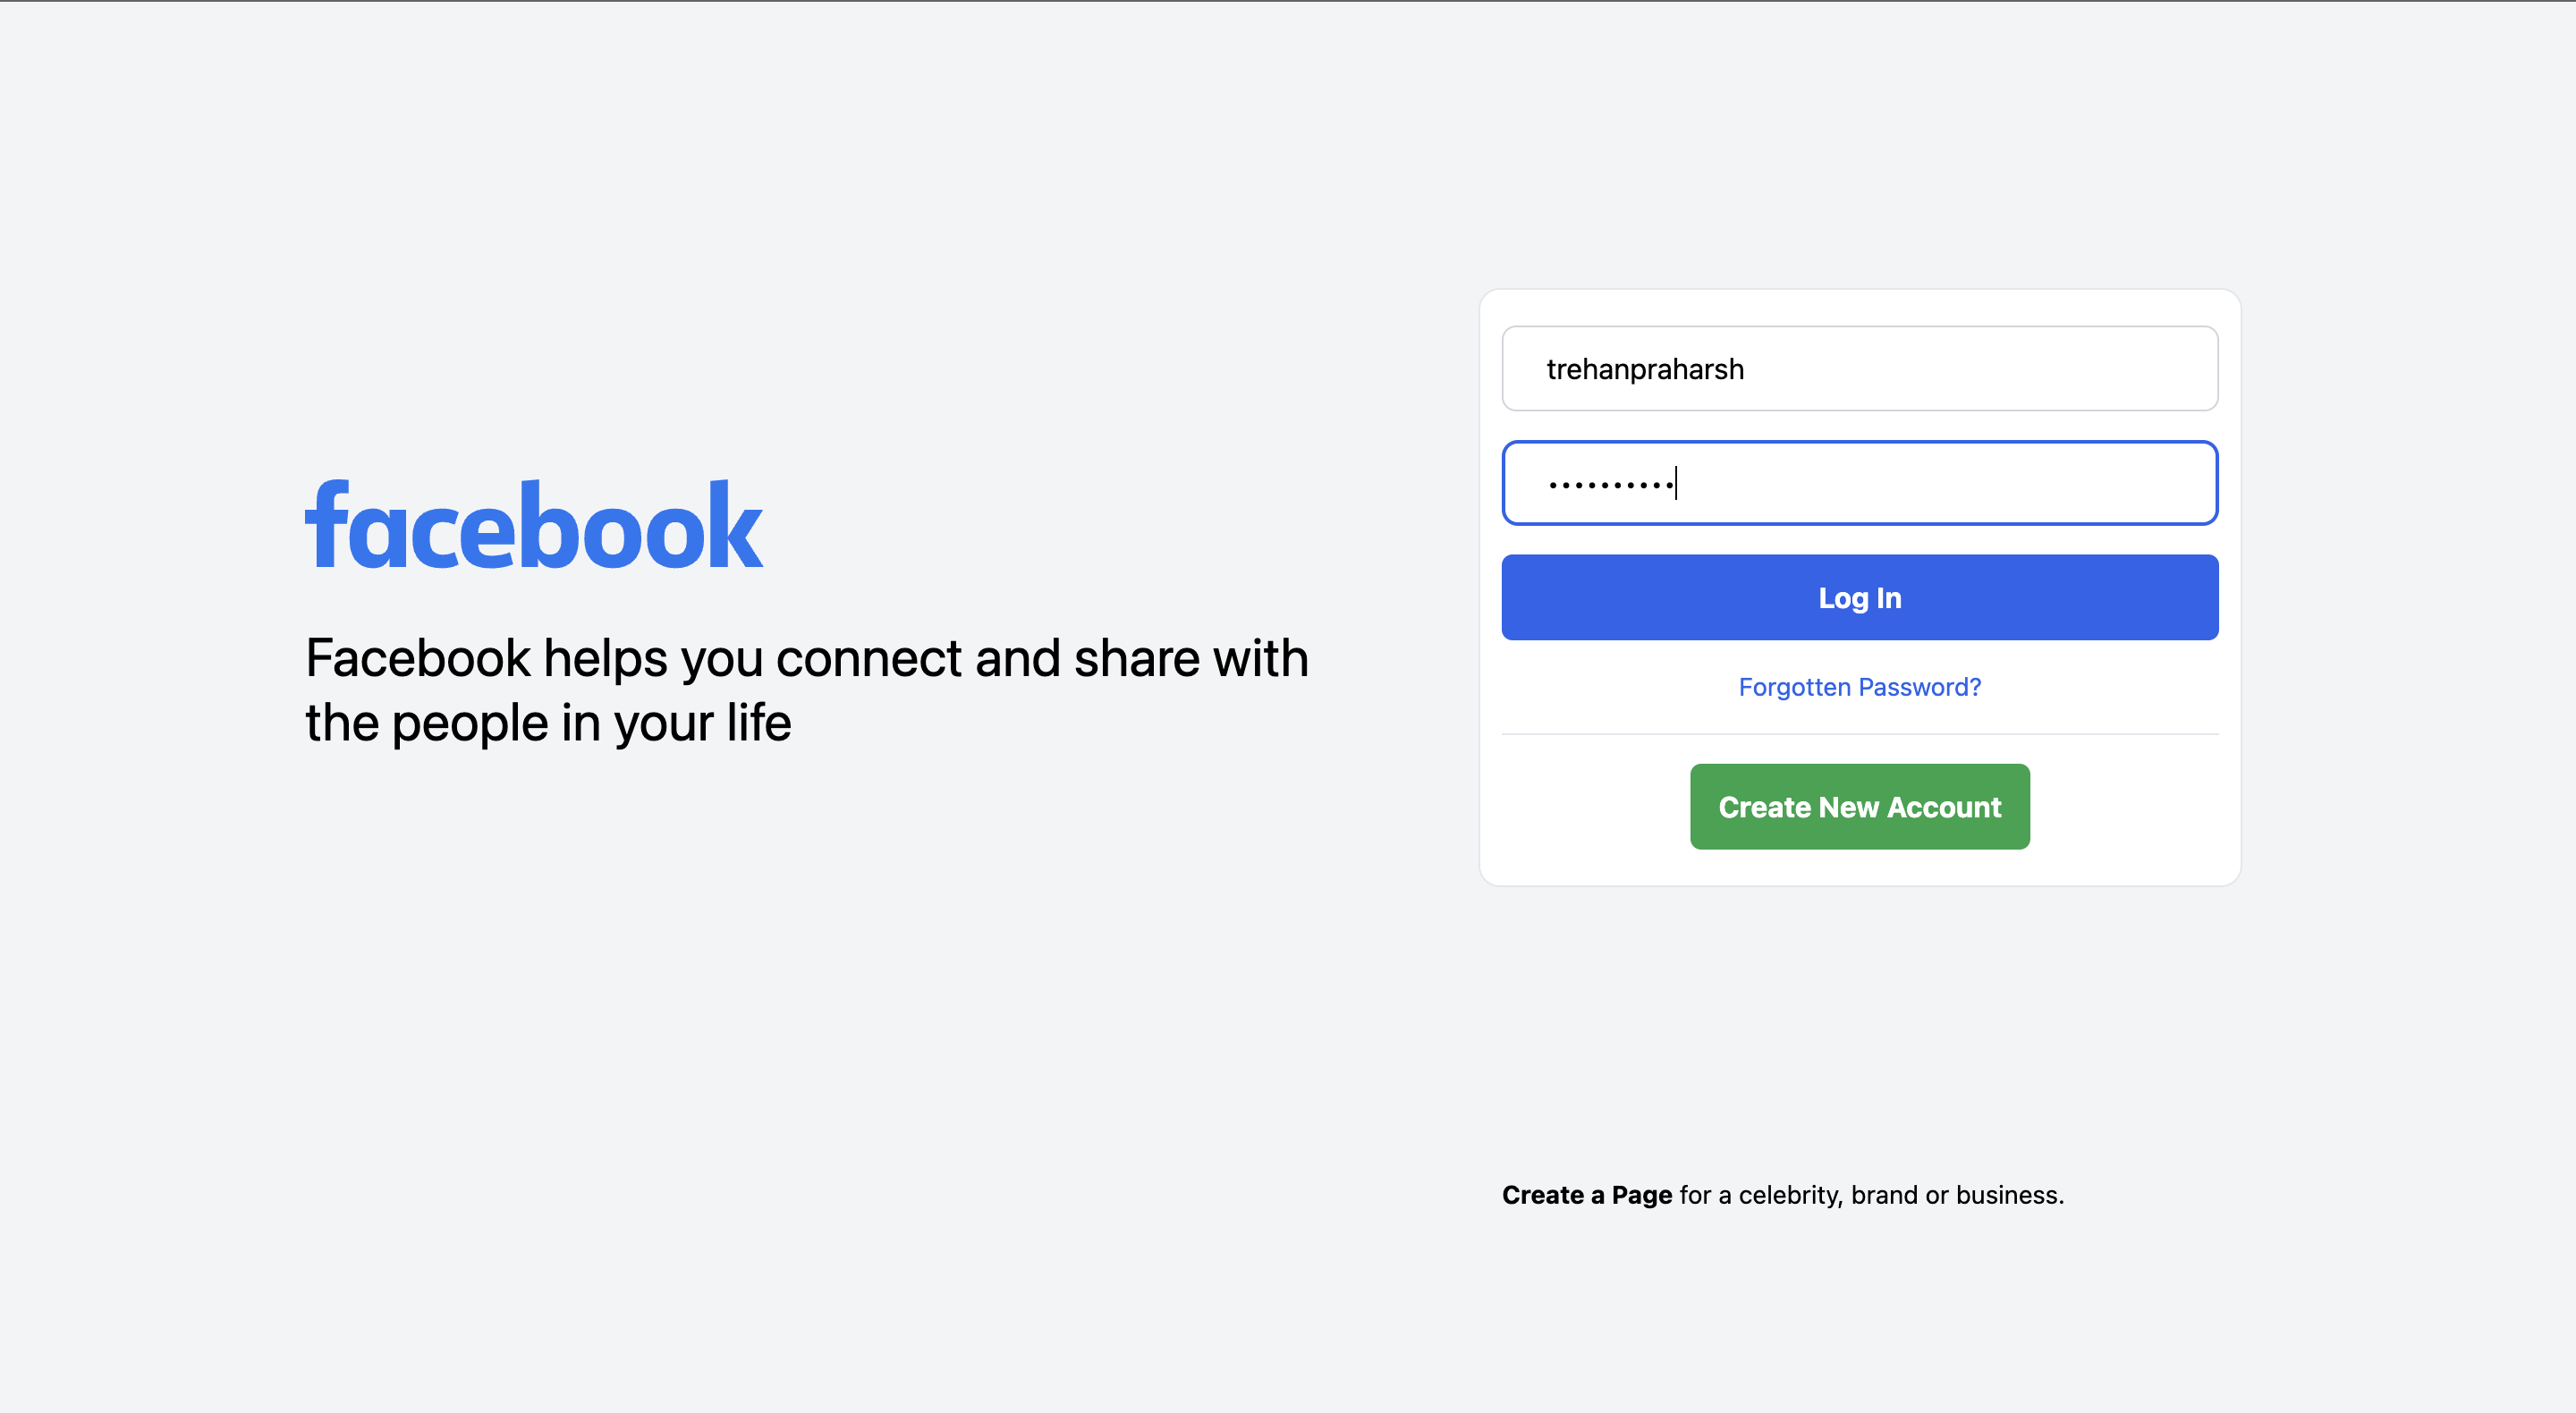 facebook
Facebook helps you connect and share with
the people in your life
trehanpraharsh
••••••••••
Log In
Forgotten Password?
Create New Account
Create a Page for a celebrity, brand or business.